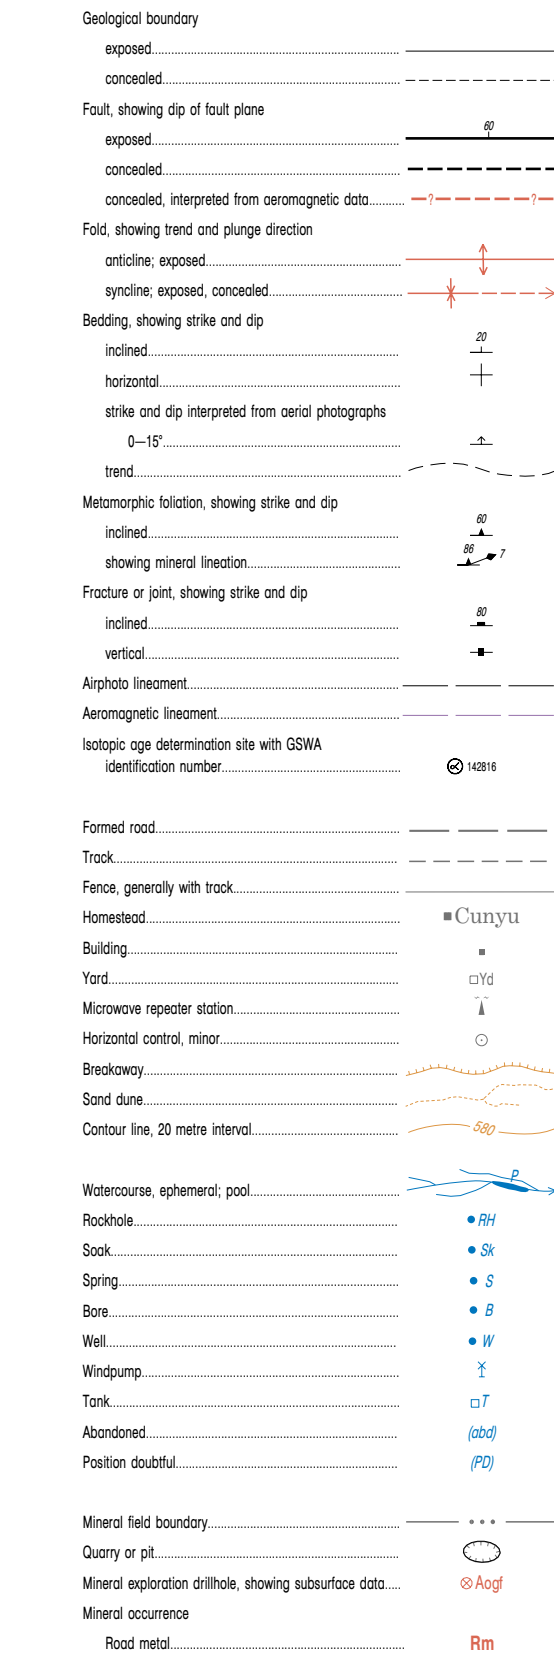 Geological boundary
exposed
concealed
Fault, showing dip of fault plane
60
exposed
concealed
concealed, interpreted from aeromagnetic data ? ?
Fold, showing trend and plunge direction
anticline; exposed
syncline; exposed, concealed
Bedding, showing strike and dip
20
inclined
horizontal
strike and dip interpreted from aerial photographs
0—15°
trend
Metamorphic foliation, showing strike and dip
60
inclined
86 7
showing mineral lineation
Fracture or joint, showing strike and dip
80
inclined
vertical
Airphoto lineament
Aeromagnetic lineament
Isotopic age determination site with GSWA
identification number 142816
Formed road
Track
Fence, generally with track
Homestead Cunyu
Building
Yard Yd
Microwave repeater station
Horizontal control, minor
Breakaway
Sand dune
Contour line, 20 metre interval 580
P
Watercourse, ephemeral; pool
Rockhole RH
Soak Sk
Spring S
Bore B
Well W
Windpump
Tank T
Abandoned (abd)
Position doubtful (PD)
Mineral field boundary
Quarry or pit
Mineral exploration drillhole, showing subsurface data Aogf
Mineral occurrence
Road metal Rm